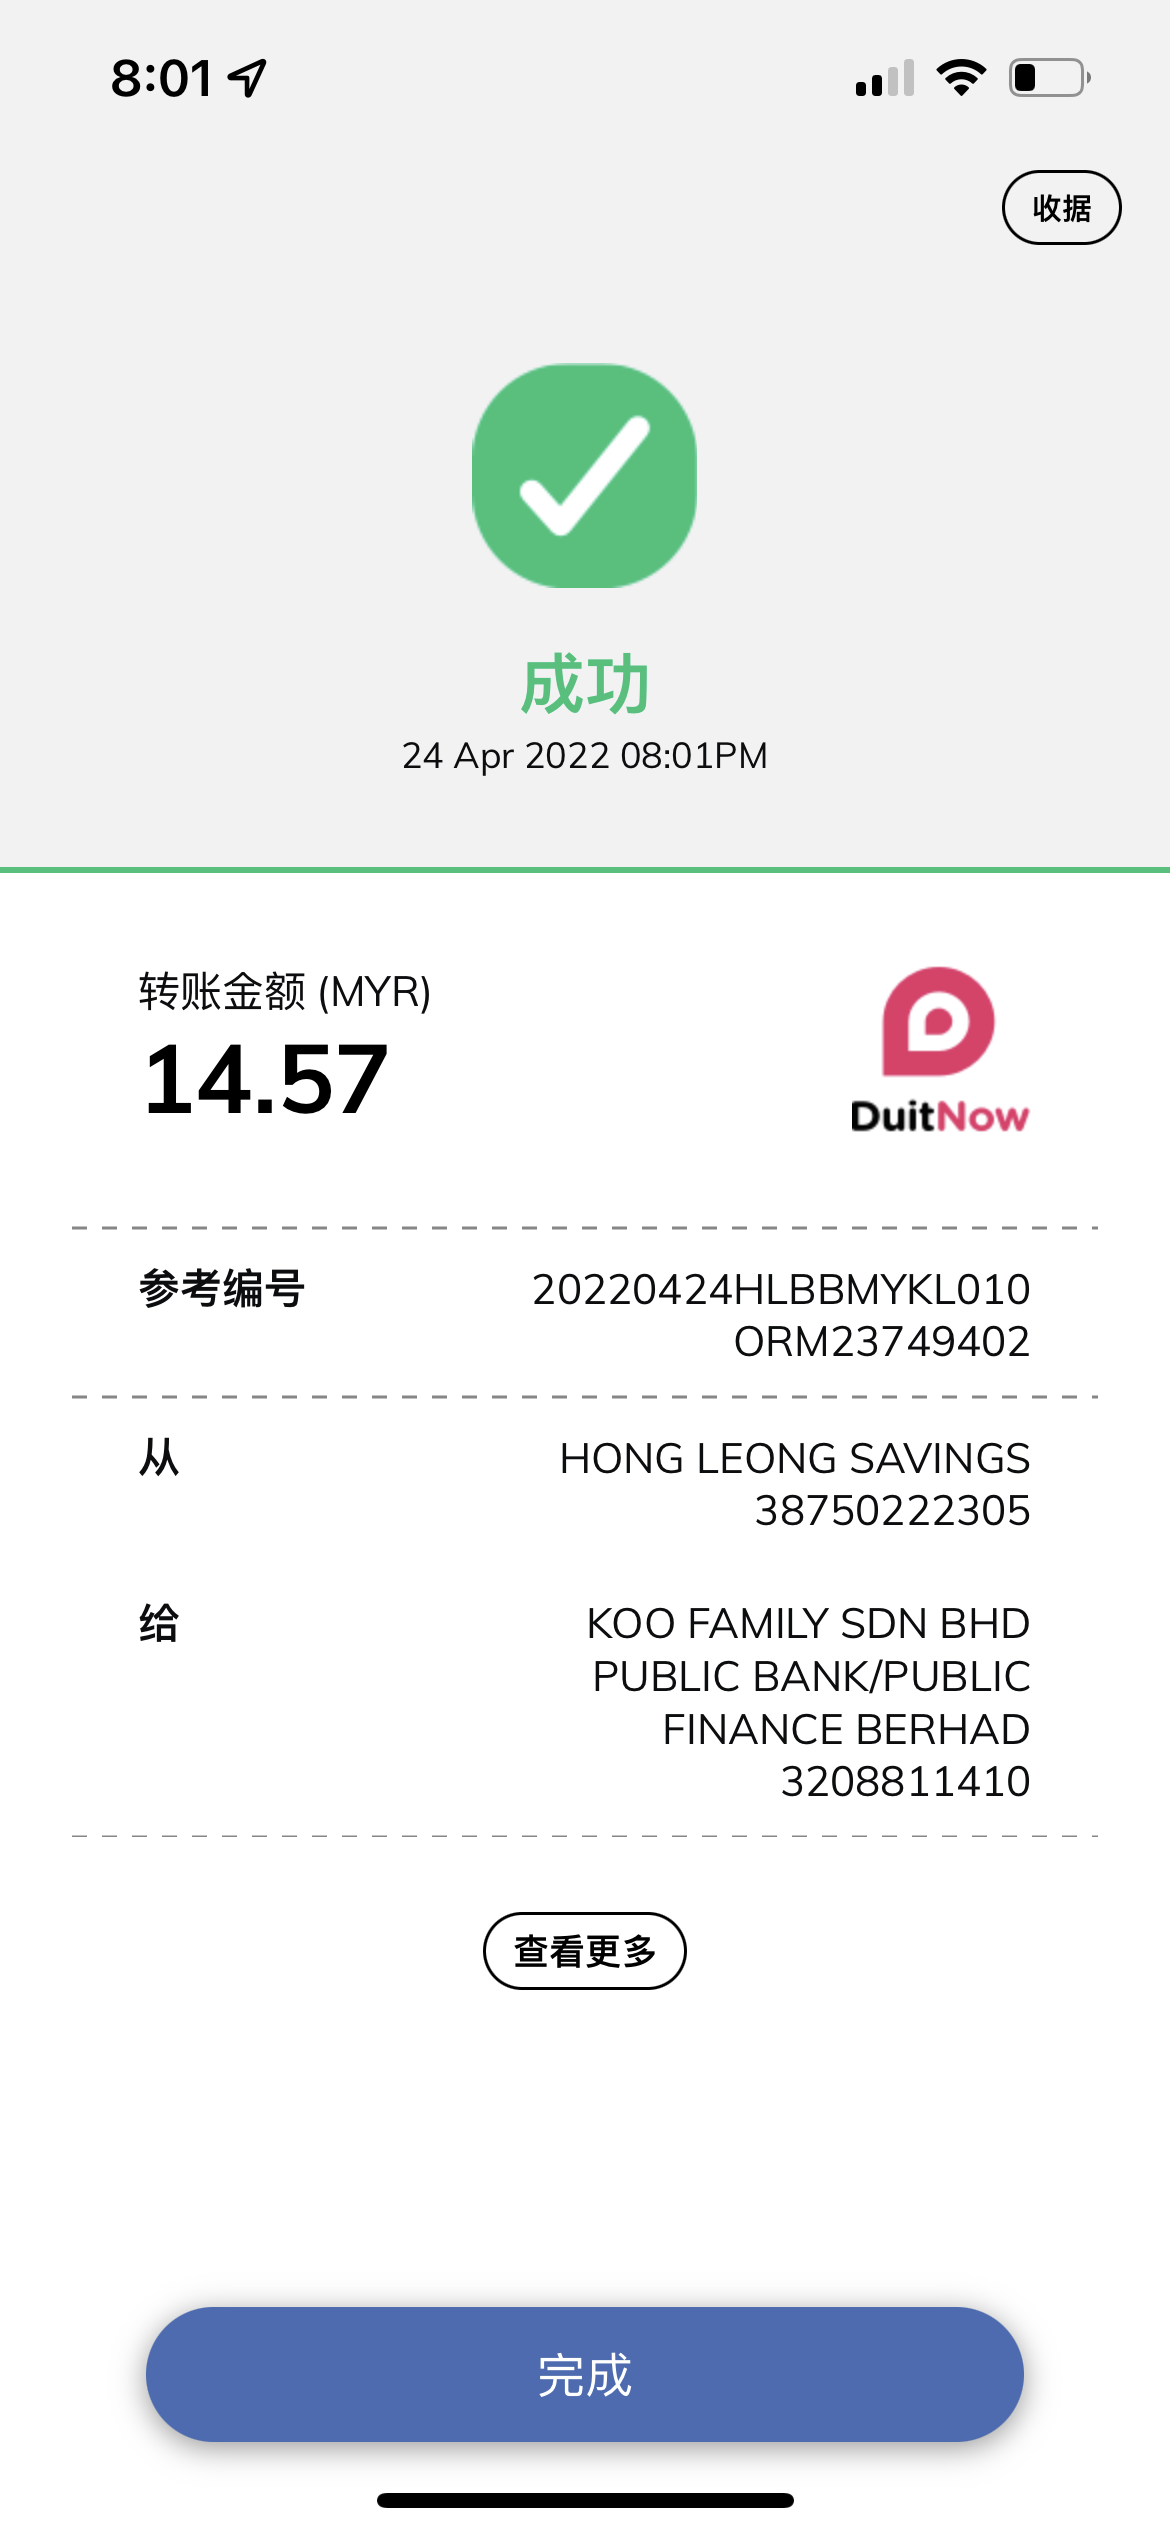 8:01
收据
成功
24 Apr 2022 08:01PM
转账金额 (MYR)
14.57
DuitNow
参考编号
20220424HLBBMYKL010
ORM23749402
从
HONG LEONG SAVINGS
38750222305
给
KOO FAMILY SDN BHD
PUBLIC BANK/PUBLIC
FINANCE BERHAD
3208811410
查看更多
完成